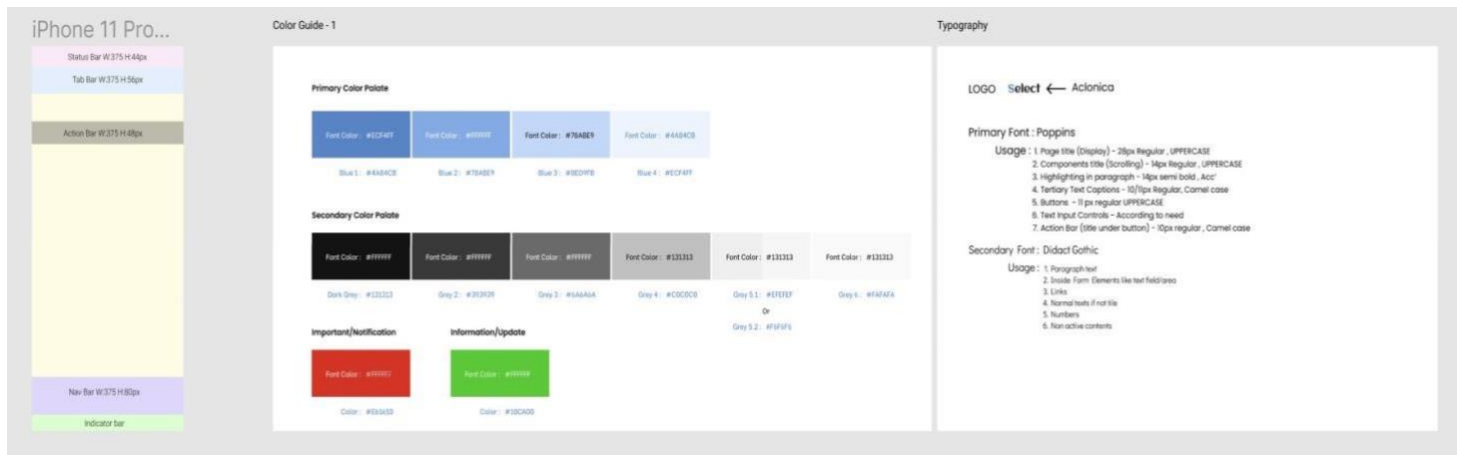 iPhone 11 Pro...
Status Bar W:375 H:44px
Tab Bar W:375 H:56px
Action Bar W:375 H:48px
Nav Bar W:375 H:80px
Indicator bar
Color Guide - 1
Primary Color Palate
Font Color : #ECF4FF
Font Color : #FFFFFF
Font Color : #78ABE9
Font Color : #4A84CB
Blue 1 : #4A84CB
Blue 2 : #78ABE9
Blue 3 :
Blue 4 : #ECF4FF
Secondary Color Palate
Font Color : #FFFFFF
Font Color : #FFFFFF
Font Color : #FFFFFF
Font Color : #131313
Font Color : #131313
Font Color : #131313
Dark Grey : #131313
Grey 2 : #393939
Grey 3 : #6A6A6A
Grey 4 : #C0C0C0
Grey 5.1 : #EFEFEF
Or
Grey 5.2 : #F6F6F6
Grey 6 : #FAFAFA
Important/Notification
Information/Update
Font Color : #FFFFFF
Font Color : #FFFFFF
Color :
Color :
Typography
LOGO Select ← Aclonica
Primary Font : Poppins
Usage : 1. Page title (Display) - 28px Regular , UPPERCASE
2. Components title (Scrolling) - 14px Regular , UPPERCASE
3. Highlighting in paragraph - 14px semi bold , Acc'
4. Tertiary Text Captions - 10/11px Regular, Camel case
5. Buttons - 11 px regular UPPERCASE
6. Text Input Controls - According to need
7. Action Bar (title under button) - 10px regular , Camel case
Secondary Font : Didact Gothic
Usage : 1. Paragraph text
2. Inside Form Elements like text field/area
3. Links
4. Normal texts if not tile
5. Numbers
6. Non active contents